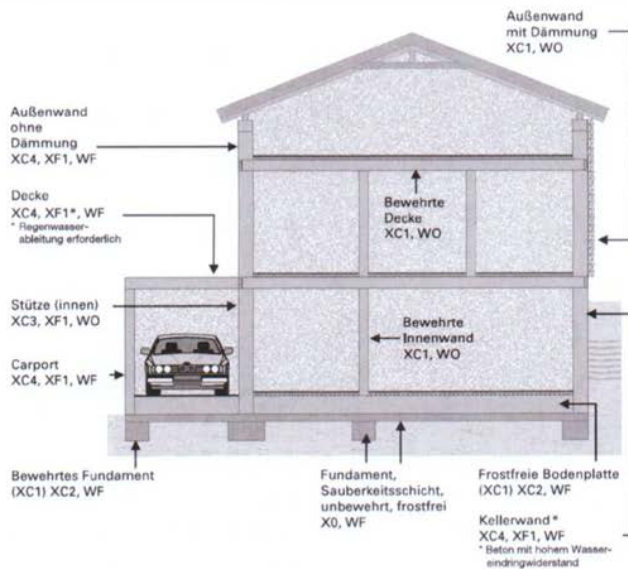 Außenwand
mit Dämmung
XC1, WO
Außenwand
ohne
Dämmung
XC4, XF1, WF
Decke
XC4, XF1*, WF
* Regenwasser-
ableitung erforderlich
Bewehrte
Decke
XC1, WO
Stütze (innen)
XC3, XF1, WO
Bewehrte
Innenwand
XC1, WO
Carport
XC4, XF1, WF
Bewehrtes Fundament
(XC1) XC2, WF
Fundament,
Sauberkeitsschicht,
unbewehrt, frostfrei
X0, WF
Frostfreie Bodenplatte
(XC1) XC2, WF
Kellerwand *
XC4, XF1, WF
* Beton mit hohem Wasser-
eindringwiderstand